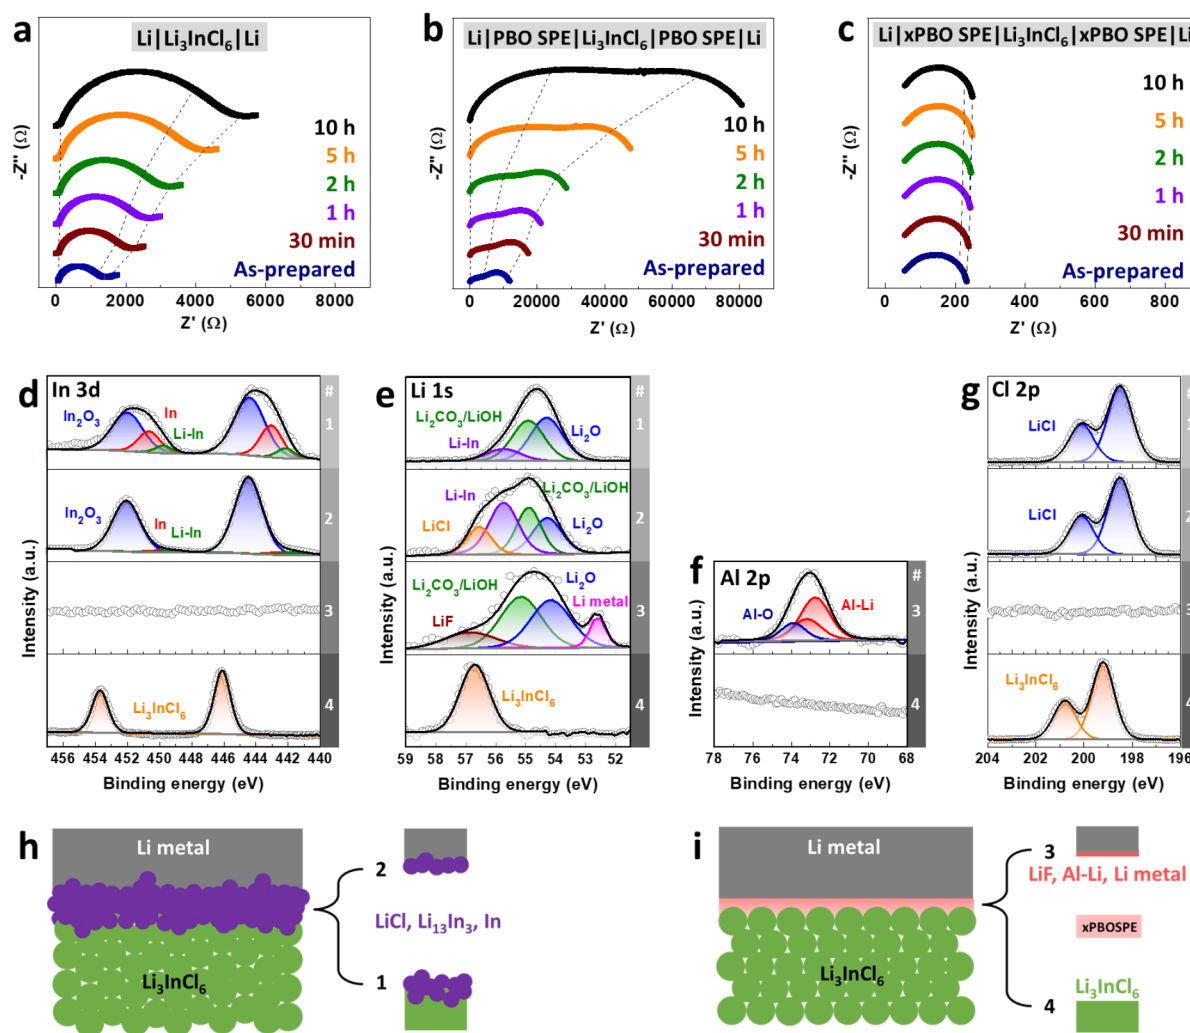 a
Li|Li₃InCl₆|Li
-Z'' (Ω)
10 h
5 h
2 h
1 h
30 min
As-prepared
0 2000 4000 6000 8000
Z' (Ω)
b
Li|PBO SPE|Li₃InCl₆|PBO SPE|Li
-Z'' (Ω)
10 h
5 h
2 h
1 h
30 min
As-prepared
0 20000 40000 60000 80000
Z' (Ω)
c
Li|xPBO SPE|Li₃InCl₆|xPBO SPE|Li
-Z'' (Ω)
10 h
5 h
2 h
1 h
30 min
As-prepared
0 200 400 600 800
Z' (Ω)
d
In 3d
#
In₂O₃
In
Li-In
1
In₂O₃
In
Li-In
2
3
Li₃InCl₆
4
Intensity (a.u.)
456 454 452 450 448 446 444 442 440
Binding energy (eV)
e
Li 1s
#
Li₂CO₃/LiOH
Li₂O
Li-In
1
Li-In
Li₂CO₃/LiOH
LiCl
Li₂O
2
Li₂CO₃/LiOH
Li₂O
Li metal
LiF
3
Li₃InCl₆
4
Intensity (a.u.)
59 58 57 56 55 54 53 52
Binding energy (eV)
f
Al 2p
#
Al-O
Al-Li
3
4
Intensity (a.u.)
78 76 74 72 70 68
Binding energy (eV)
g
Cl 2p
#
LiCl
1
LiCl
2
3
Li₃InCl₆
4
Intensity (a.u.)
204 202 200 198 196
Binding energy (eV)
h
Li metal
Li₃InCl₆
2
LiCl, Li₁₃In₃, In
1
i
Li metal
Li₃InCl₆
3
LiF, Al-Li, Li metal
xPBOSPE
Li₃InCl₆
4